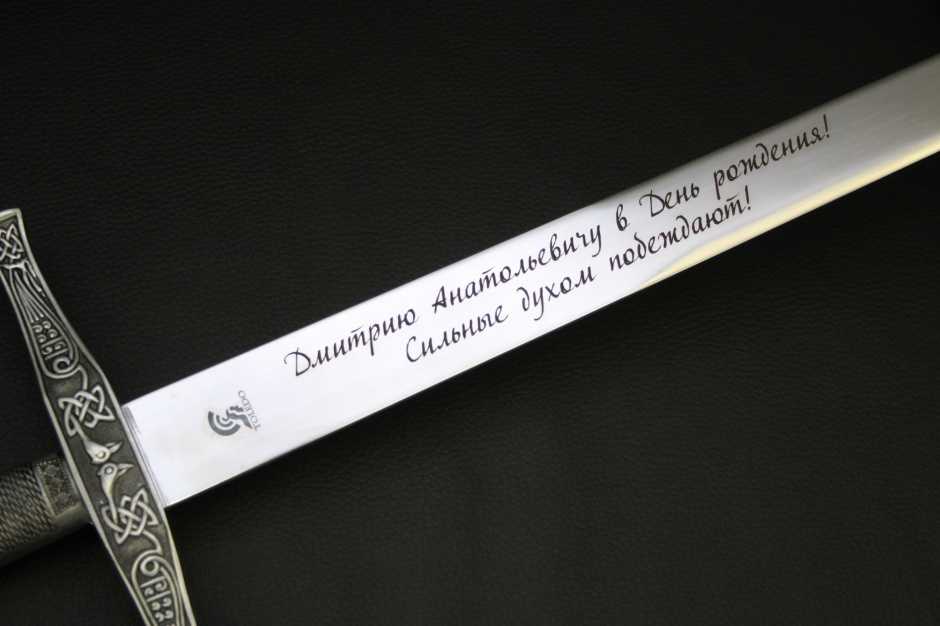 Дмитрию Анатольевичу в День рождения!
Сильные духом побеждают!
TOLEDO